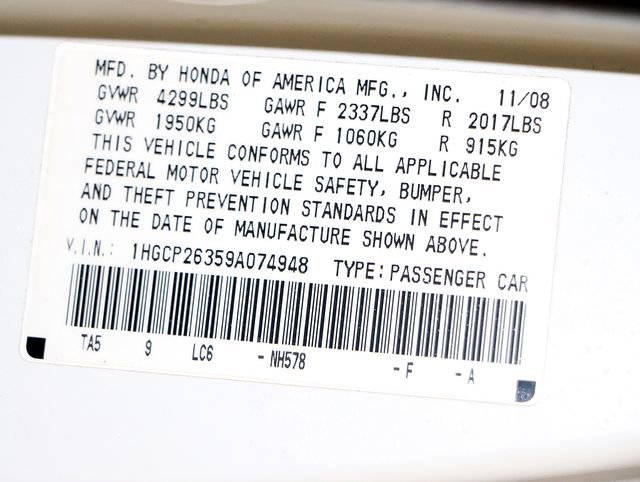 MFD. BY HONDA OF AMERICA MFG., INC. 11/08
GVWR 4299LBS GAWR F 2337LBS R 2017LBS
GVWR 1950KG GAWR F 1060KG R 915KG
THIS VEHICLE CONFORMS TO ALL APPLICABLE
FEDERAL MOTOR VEHICLE SAFETY, BUMPER,
AND THEFT PREVENTION STANDARDS IN EFFECT
ON THE DATE OF MANUFACTURE SHOWN ABOVE.
V.I.N.: 1HGCP26359A074948 TYPE:PASSENGER CAR
TA5 9 LC6 -NH578 -F -A